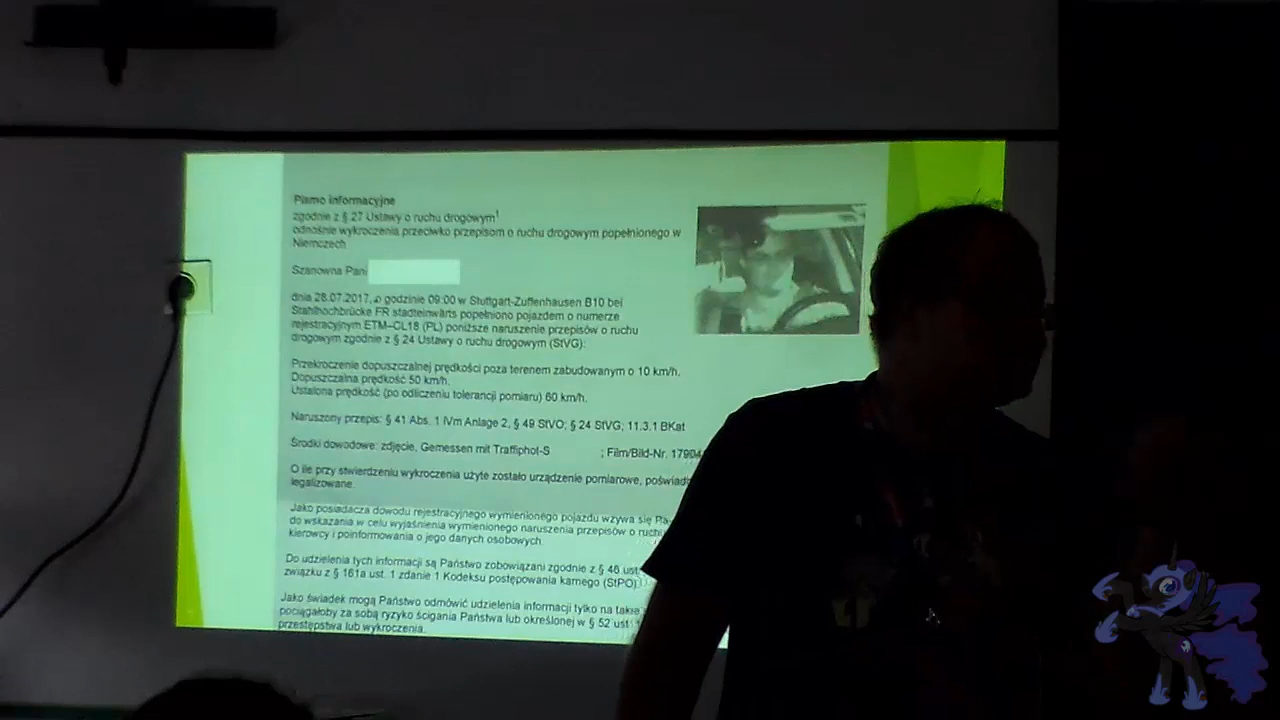 Pismo informacyjne
zgodnie z § 27 Ustawy o ruchu drogowym¹
odnośnie wykroczenia przeciwko przepisom o ruchu drogowym popełnionego w
Niemczech
Szanowna Pani
dnia 28.07.2017, o godzinie 09:00 w Stuttgart-Zuffenhausen B10 bei
Stahlhochbrücke FR stadteinwärts popełniono pojazdem o numerze
rejestracyjnym ETM–CL18 (PL) poniższe naruszenie przepisów o ruchu
drogowym zgodnie z § 24 Ustawy o ruchu drogowym (StVG):
Przekroczenie dopuszczalnej prędkości poza terenem zabudowanym o 10 km/h.
Dopuszczalna prędkość 50 km/h.
Ustalona prędkość (po odliczeniu tolerancji pomiaru) 60 km/h.
Naruszony przepis: § 41 Abs. 1 IVm Anlage 2, § 49 StVO; § 24 StVG; 11.3.1 BKat
Środki dowodowe: zdjęcie, Gemessen mit Traffiphot-S ; Film/Bild-Nr. 17904
O ile przy stwierdzeniu wykroczenia użyte zostało urządzenie pomiarowe,
legalizowane.
Jako posiadacza dowodu rejestracyjnego wymienionego pojazdu wzywa się
do wskazania w celu wyjaśnienia wymienionego naruszenia przepisów o ruchu
kierowcy i poinformowania o jego danych osobowych.
Do udzielenia tych informacji są Państwo zobowiązani zgodnie z § 46 ust.
związku z § 161a ust. 1 zdanie 1 Kodeksu postępowania karnego (StPO).
Jako świadek mogą Państwo odmówić udzielenia informacji tylko na takie
pociągałoby za sobą ryzyko ścigania Państwa lub określonej w § 52 ust. 1
przestępstwa lub wykroczenia.